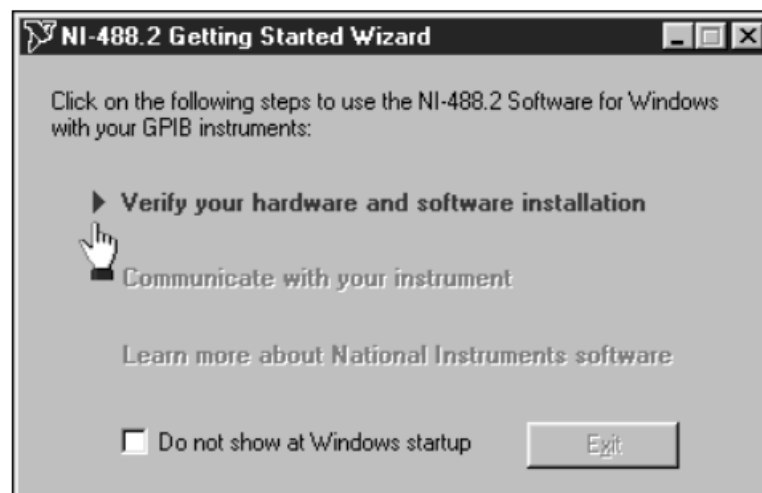 NI-488.2 Getting Started Wizard
Click on the following steps to use the NI-488.2 Software for Windows
with your GPIB instruments:
Verify your hardware and software installation
Communicate with your instrument
Learn more about National Instruments software
Do not show at Windows startup
Exit